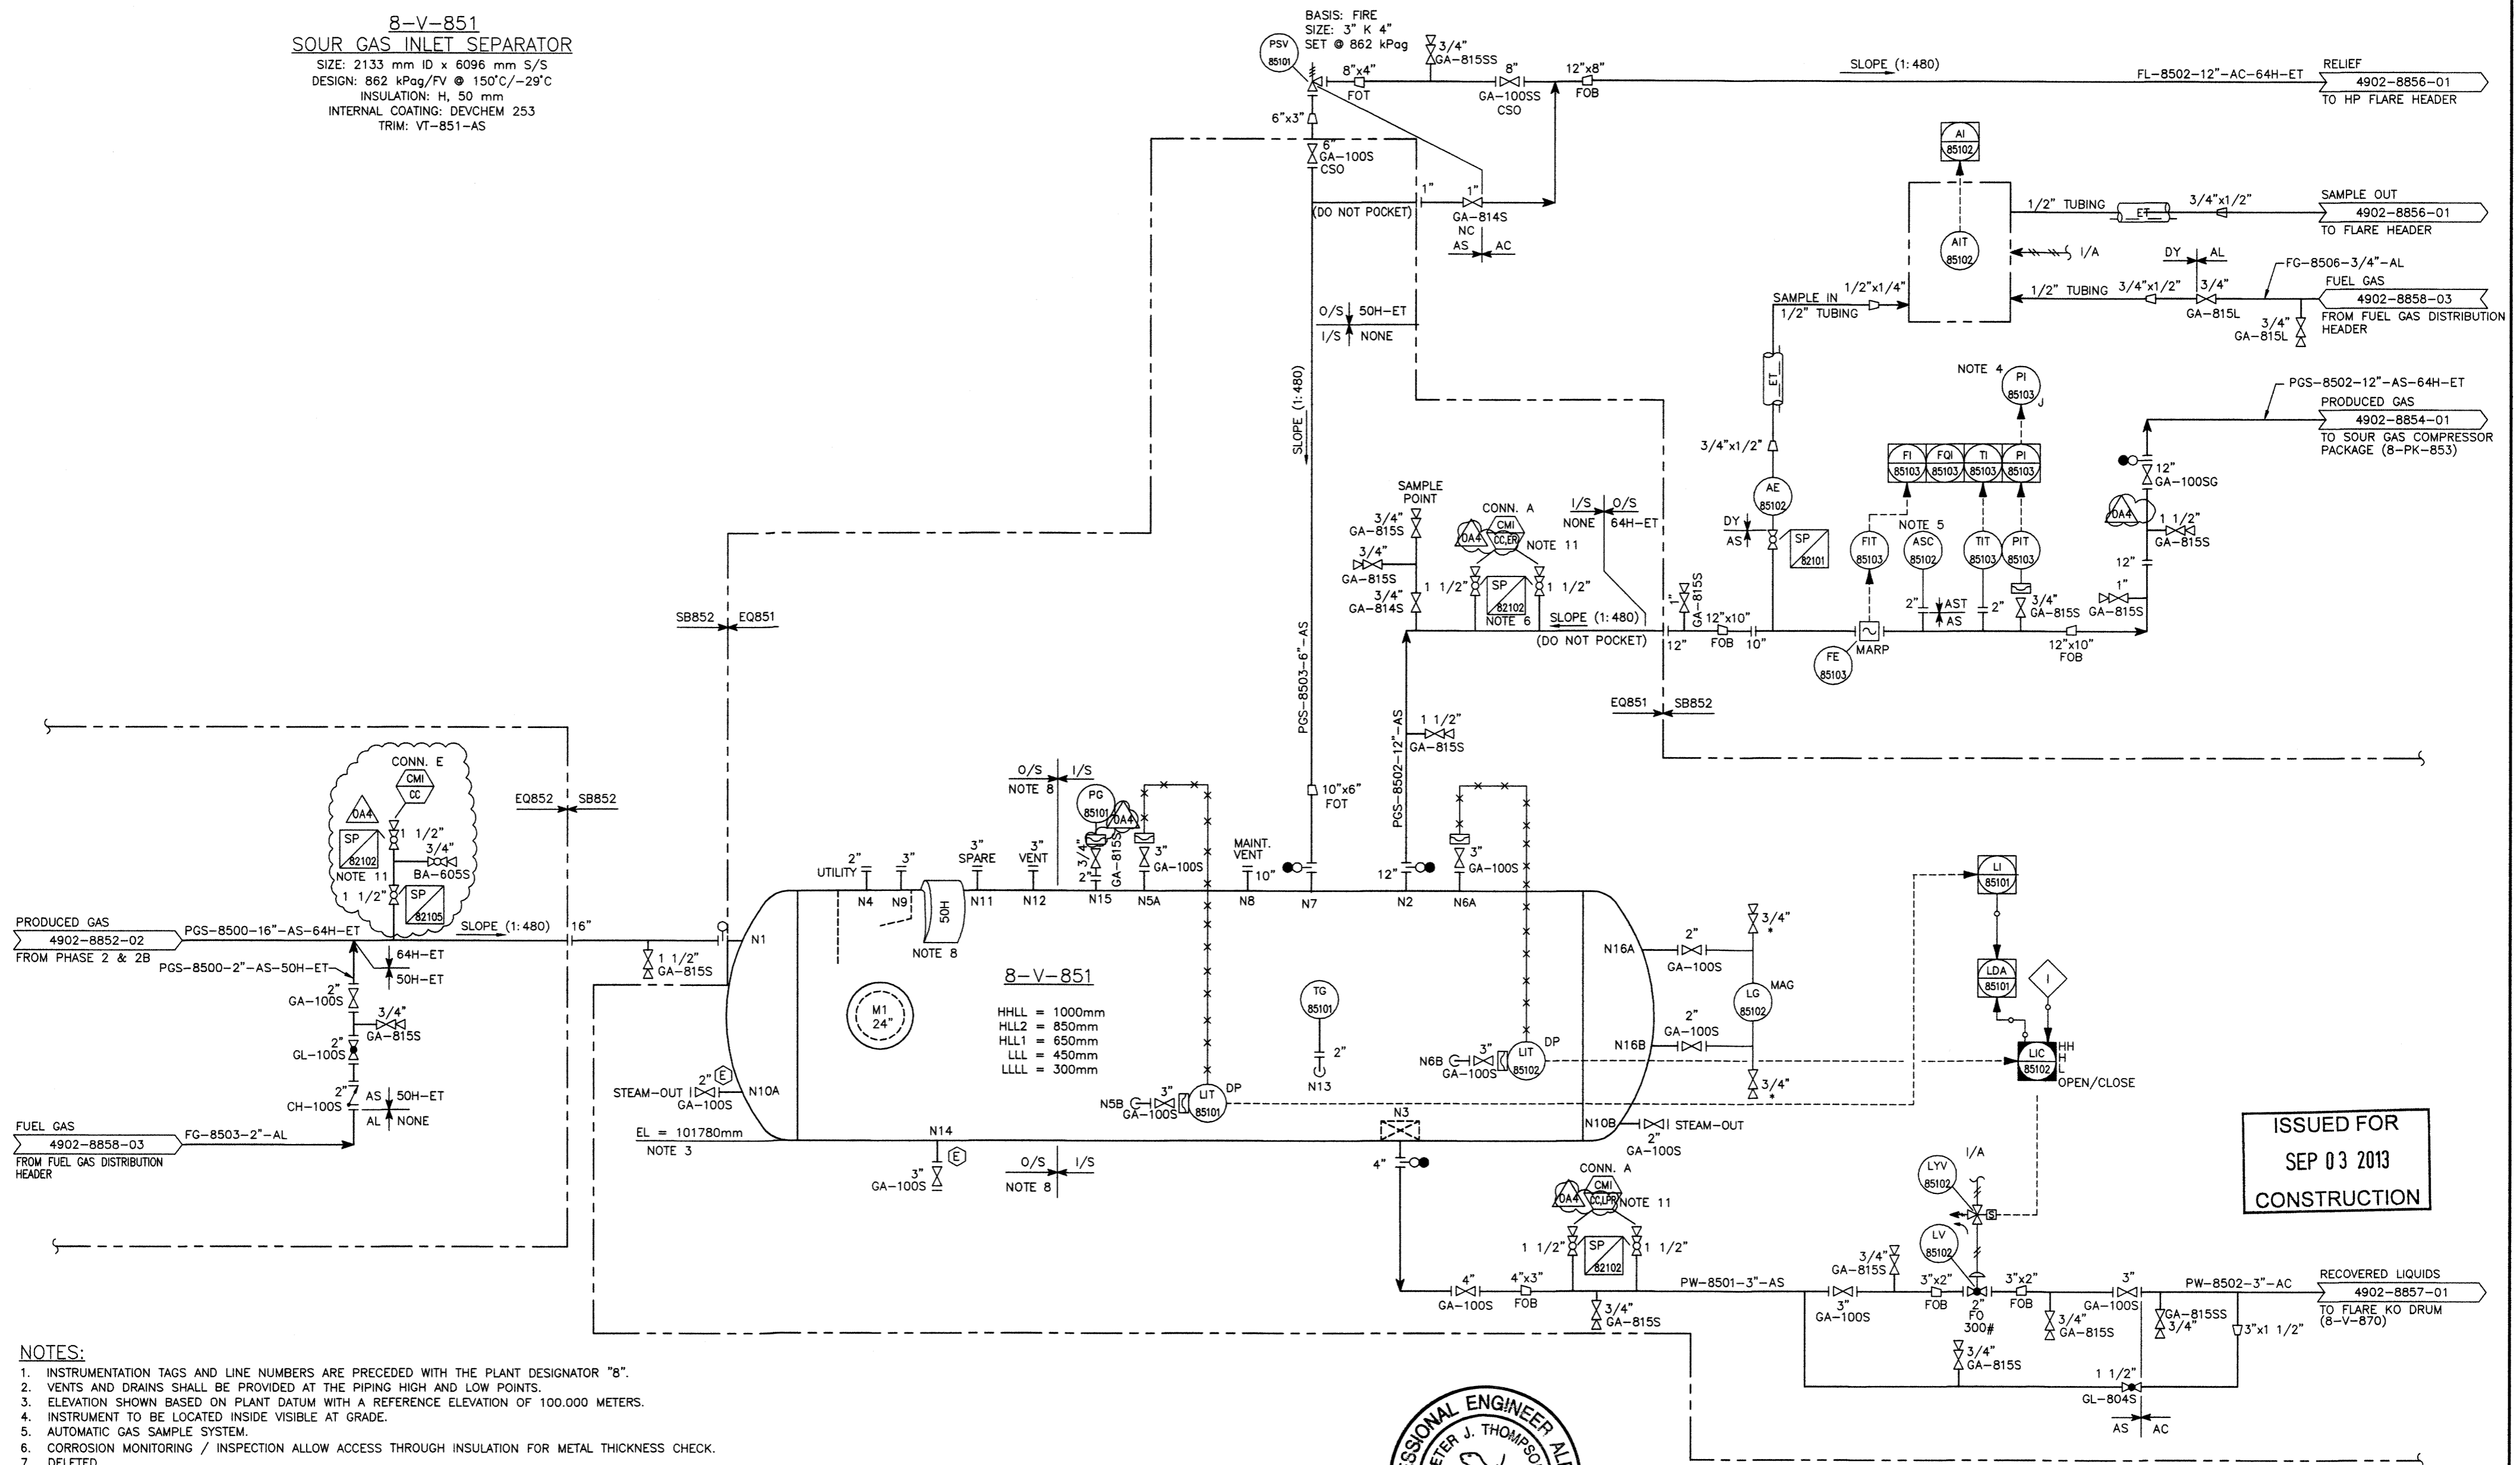 8-V-851
SOUR GAS INLET SEPARATOR
SIZE: 2133 mm ID x 6096 mm S/S
DESIGN: 862 kPag/FV @ 150°C/-29°C
INSULATION: H, 50 mm
INTERNAL COATING: DEVCHEM 253
TRIM: VT-851-AS
BASIS: FIRE
SIZE: 3" K 4"
SET @ 862 kPag
PSV
85101
8"x4"
FOT
3/4"
GA-815SS
8"
GA-100SS
CSO
12"x8"
FOB
SLOPE (1:480)
FL-8502-12"-AC-64H-ET
RELIEF
4902-8856-01
TO HP FLARE HEADER
6"x3"
6"
GA-100S
CSO
1"
(DO NOT POCKET)
1"
GA-814S
NC
AS
AC
O/S
50H-ET
I/S
NONE
SLOPE (1:480)
PGS-8503-6"-AS
AI
85102
AIT
85102
1/2" TUBING
ET
3/4"x1/2"
SAMPLE OUT
4902-8856-01
TO FLARE HEADER
I/A
DY
AL
FG-8506-3/4"-AL
1/2" TUBING
3/4"x1/2"
3/4"
GA-815L
3/4"
GA-815L
FUEL GAS
4902-8858-03
FROM FUEL GAS DISTRIBUTION
HEADER
SAMPLE IN
1/2" TUBING
1/2"x1/4"
ET
3/4"x1/2"
AE
85102
DY
AS
SP
82101
NOTE 4
PI
85103
J
FI
85103
FQI
85103
TI
85103
PI
85103
NOTE 5
FIT
85103
ASC
85102
TIT
85103
PIT
85103
2"
AST
AS
2"
3/4"
GA-815S
FE
85103
MARP
12"x10"
FOB
PGS-8502-12"-AS-64H-ET
PRODUCED GAS
4902-8854-01
TO SOUR GAS COMPRESSOR
PACKAGE (8-PK-853)
12"
GA-100SG
0A4
1 1/2"
GA-815S
12"
1"
GA-815S
SAMPLE
POINT
3/4"
GA-815S
3/4"
GA-815S
3/4"
GA-814S
CONN. A
0A4
CMI
CC,ER
NOTE 11
1 1/2"
SP
82102
1 1/2"
NOTE 6
I/S
O/S
NONE
64H-ET
SLOPE (1:480)
(DO NOT POCKET)
1"
GA-815S
12"
12"x10"
FOB
10"
EQ851
SB852
PGS-8502-12"-AS
1 1/2"
GA-815S
SB852
EQ851
EQ852
SB852
CONN. E
CMI
CC
0A4
SP
82102
NOTE 11
1 1/2"
3/4"
BA-605S
1 1/2"
SP
82105
PRODUCED GAS
4902-8852-02
FROM PHASE 2 & 2B
PGS-8500-16"-AS-64H-ET
SLOPE (1:480)
16"
PGS-8500-2"-AS-50H-ET
64H-ET
50H-ET
2"
GA-100S
3/4"
GA-815S
2"
GL-100S
2"
CH-100S
AS
50H-ET
AL
NONE
FUEL GAS
4902-8858-03
FROM FUEL GAS DISTRIBUTION
HEADER
FG-8503-2"-AL
1 1/2"
GA-815S
N1
O/S
I/S
NOTE 8
2"
UTILITY
N4
3"
N9
50H
NOTE 8
3"
SPARE
N11
3"
VENT
N12
PG
85101
0A4
3/4"
GA-815S
2"
N15
3"
GA-100S
N5A
MAINT.
VENT
10"
N8
10"x6"
FOT
N7
12"
N2
3"
GA-100S
N6A
8-V-851
HHLL = 1000mm
HLL2 = 850mm
HLL1 = 650mm
LLL = 450mm
LLLL = 300mm
M1
24"
TG
85101
2"
N13
N5B
3"
GA-100S
LIT
85101
DP
N6B
3"
GA-100S
LIT
85102
DP
N16A
2"
GA-100S
3/4"
*
LG
85102
MAG
N16B
2"
GA-100S
3/4"
*
STEAM-OUT
2"
E
GA-100S
N10A
EL = 101780mm
NOTE 3
N14
3"
GA-100S
E
O/S
I/S
NOTE 8
N3
N10B
STEAM-OUT
2"
GA-100S
LI
85101
LDA
85101
I
LIC
85102
HH
H
L
OPEN/CLOSE
4"
CONN. A
0A4
CMI
CC,LPR
NOTE 11
1 1/2"
SP
82102
1 1/2"
4"
GA-100S
4"x3"
FOB
3/4"
GA-815S
PW-8501-3"-AS
3"
GA-100S
3/4"
GA-815S
3"x2"
FOB
LYV
85102
I/A
S
LV
85102
2"
FO
300#
3"x2"
FOB
3/4"
GA-815S
3"
GA-100S
PW-8502-3"-AC
GA-815SS
3/4"
3"x1 1/2"
RECOVERED LIQUIDS
4902-8857-01
TO FLARE KO DRUM
(8-V-870)
3/4"
GA-815S
1 1/2"
GL-804S
AS
AC
ISSUED FOR
SEP 03 2013
CONSTRUCTION
NOTES:
1. INSTRUMENTATION TAGS AND LINE NUMBERS ARE PRECEDED WITH THE PLANT DESIGNATOR "8".
2. VENTS AND DRAINS SHALL BE PROVIDED AT THE PIPING HIGH AND LOW POINTS.
3. ELEVATION SHOWN BASED ON PLANT DATUM WITH A REFERENCE ELEVATION OF 100.000 METERS.
4. INSTRUMENT TO BE LOCATED INSIDE VISIBLE AT GRADE.
5. AUTOMATIC GAS SAMPLE SYSTEM.
6. CORROSION MONITORING / INSPECTION ALLOW ACCESS THROUGH INSULATION FOR METAL THICKNESS CHECK.
7. DELETED
ENGINEER